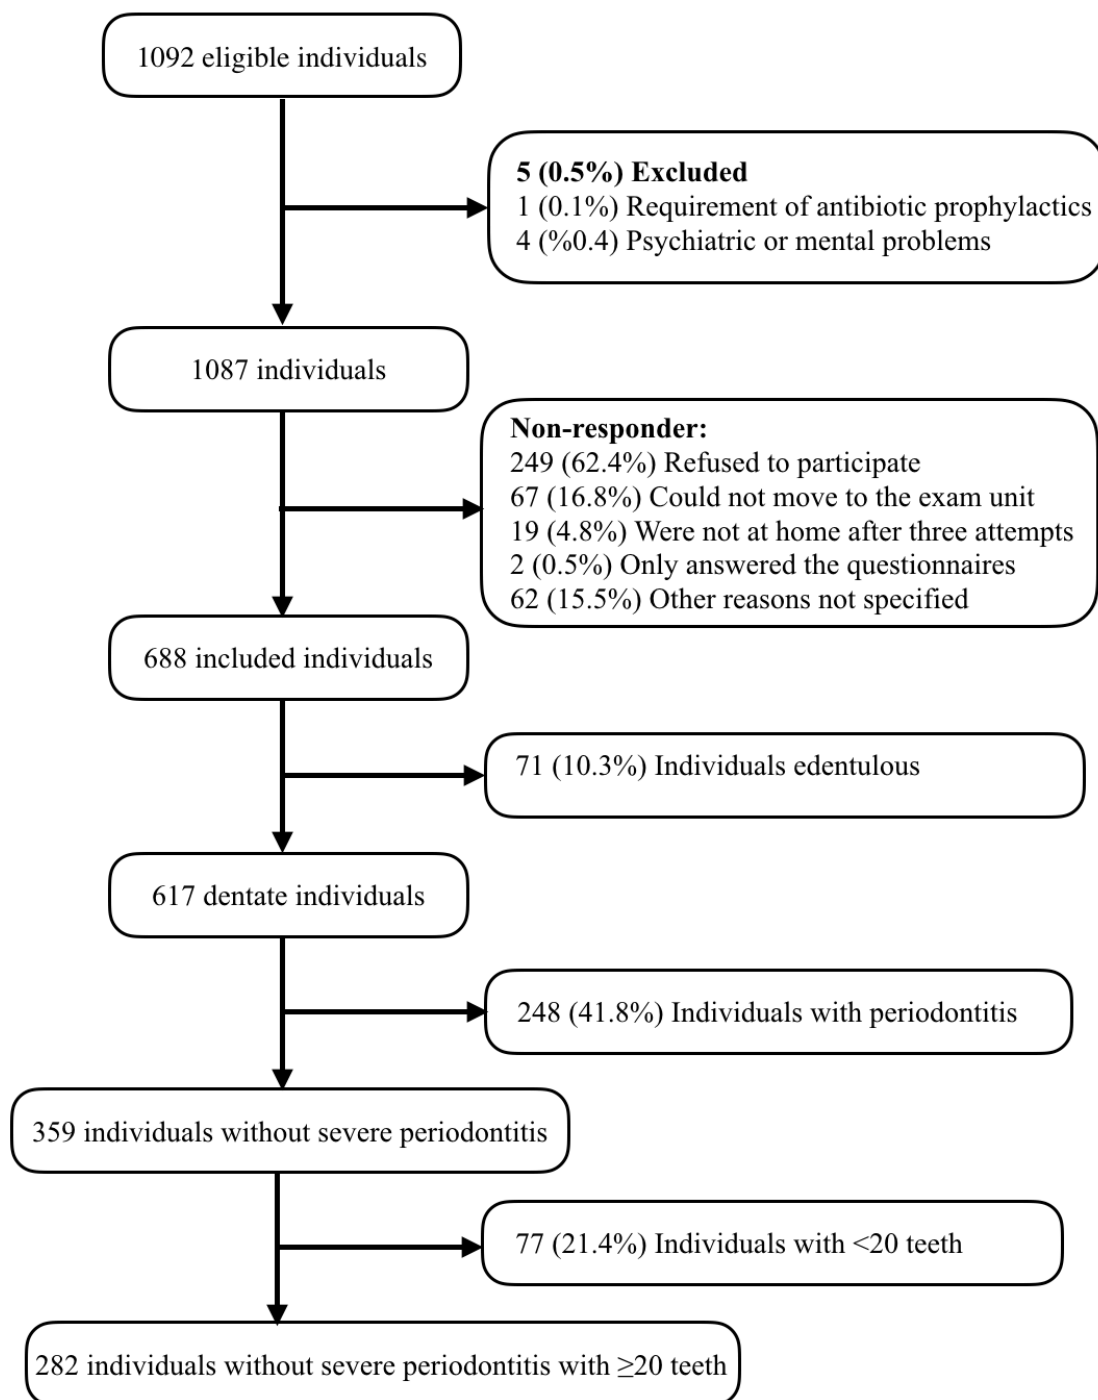 1092 eligible individuals
5 (0.5%) Excluded
1 (0.1%) Requirement of antibiotic prophylactics
4 (%0.4) Psychiatric or mental problems
1087 individuals
Non-responder:
249 (62.4%) Refused to participate
67 (16.8%) Could not move to the exam unit
19 (4.8%) Were not at home after three attempts
2 (0.5%) Only answered the questionnaires
62 (15.5%) Other reasons not specified
688 included individuals
71 (10.3%) Individuals edentulous
617 dentate individuals
248 (41.8%) Individuals with periodontitis
359 individuals without severe periodontitis
77 (21.4%) Individuals with <20 teeth
282 individuals without severe periodontitis with ≥20 teeth